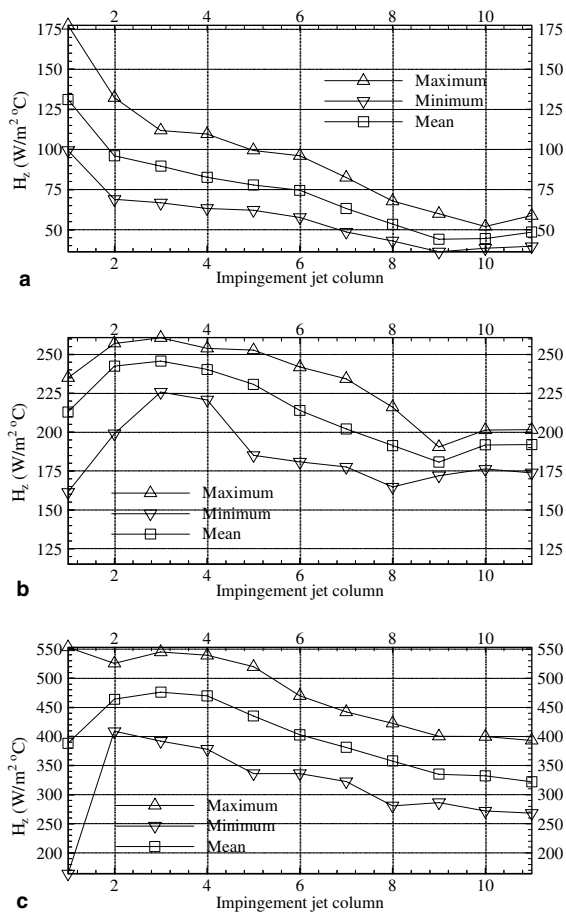 2 4 6 8 10
175 175
150 150
125 125
100 100
75 75
50 50
H_z (W/m² °C)
Maximum
Minimum
Mean
2 4 6 8 10
Impingement jet column
a
2 4 6 8 10
250 250
225 225
200 200
175 175
150 150
125 125
H_z (W/m² °C)
Maximum
Minimum
Mean
2 4 6 8 10
Impingement jet column
b
2 4 6 8 10
550 550
500 500
450 450
400 400
350 350
300 300
250 250
200 200
H_z (W/m² °C)
Maximum
Minimum
Mean
2 4 6 8 10
Impingement jet column
c